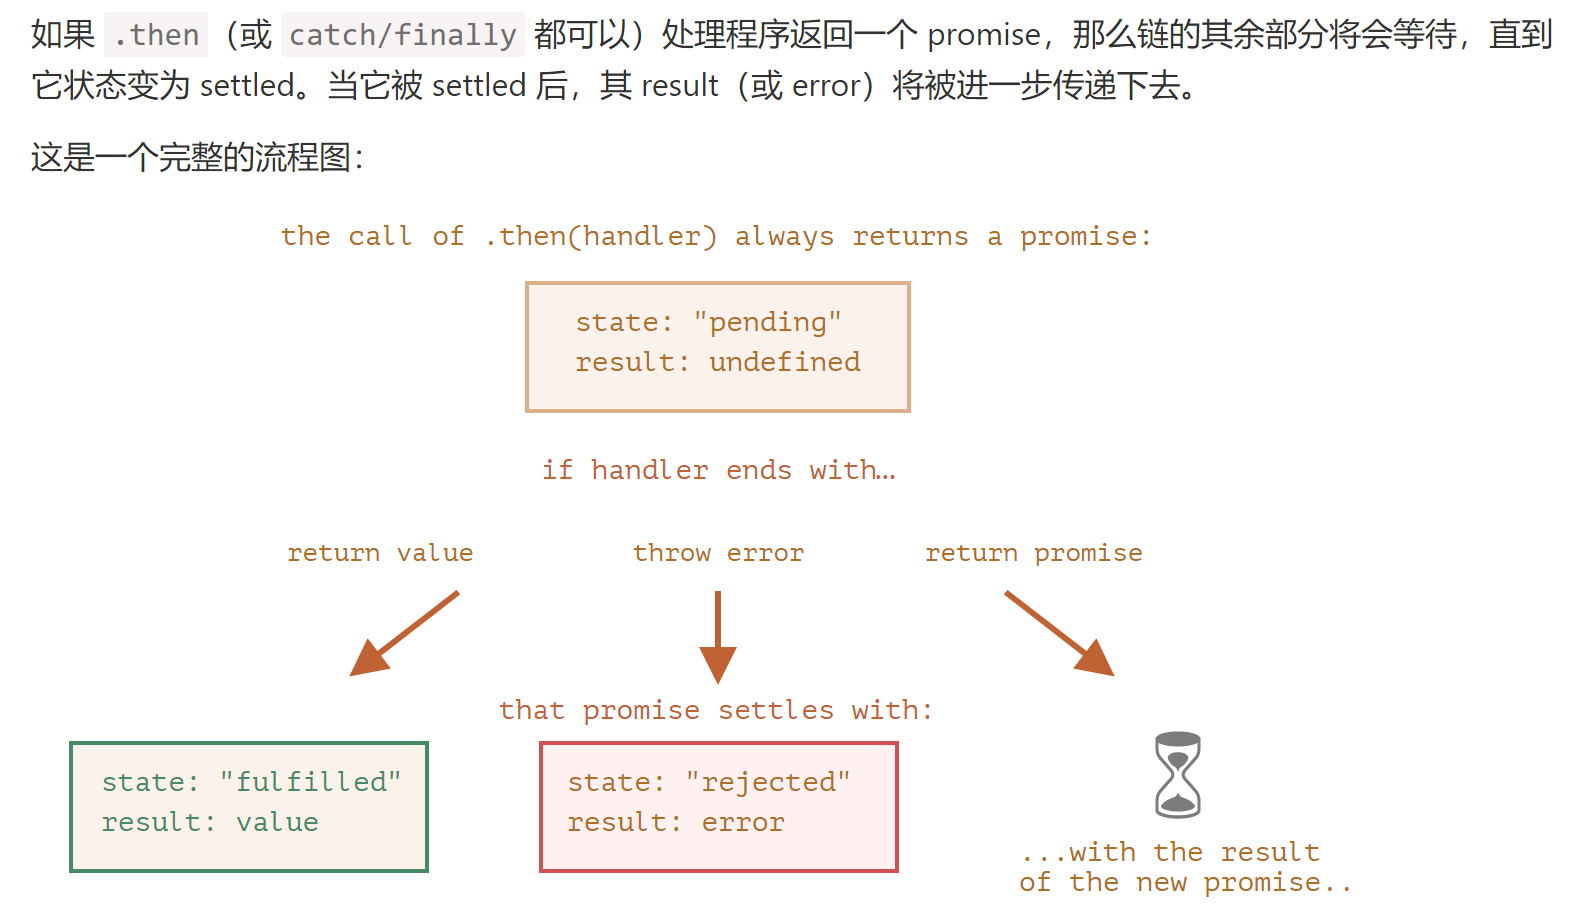 如果 .then（或 catch/finally 都可以）处理程序返回一个 promise，那么链的其余部分将会等待，直到
它状态变为 settled。当它被 settled 后，其 result（或 error）将被进一步传递下去。
这是一个完整的流程图：
the call of .then(handler) always returns a promise:
state: "pending"
result: undefined
if handler ends with…
return value
throw error
return promise
that promise settles with:
state: "fulfilled"
result: value
state: "rejected"
result: error
...with the result
of the new promise..